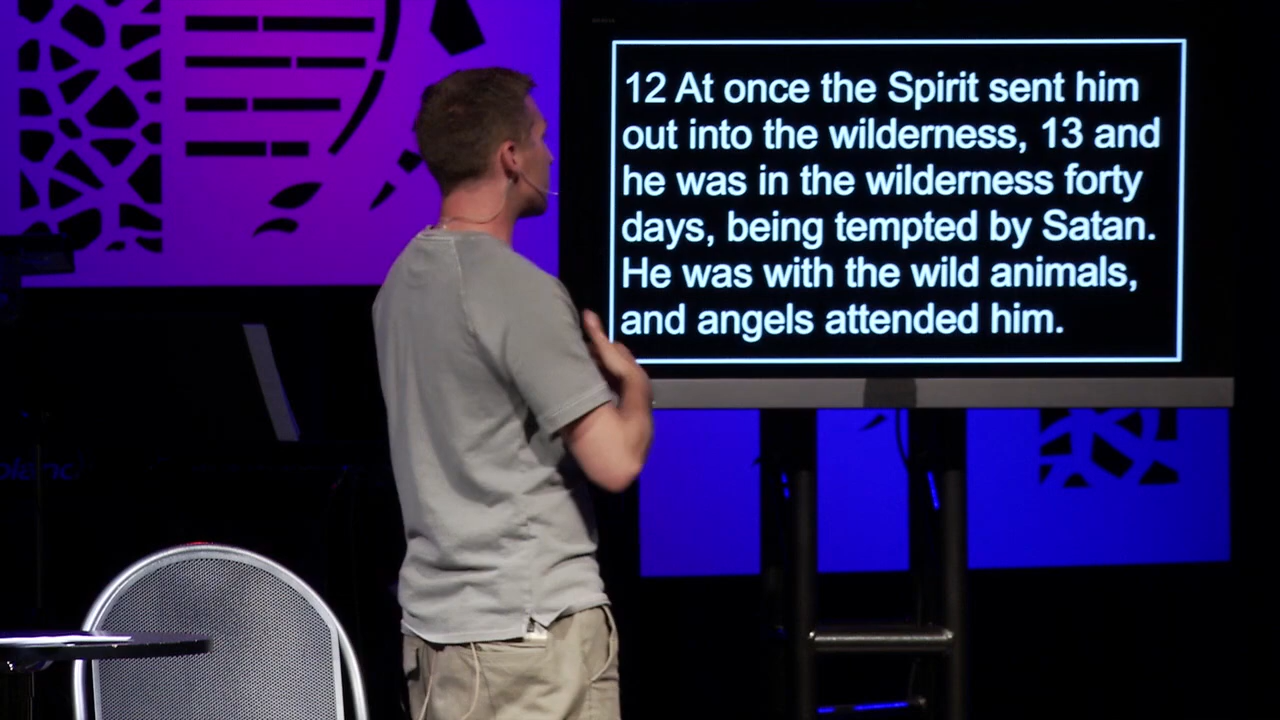 12 At once the Spirit sent him
out into the wilderness, 13 and
he was in the wilderness forty
days, being tempted by Satan.
He was with the wild animals,
and angels attended him.